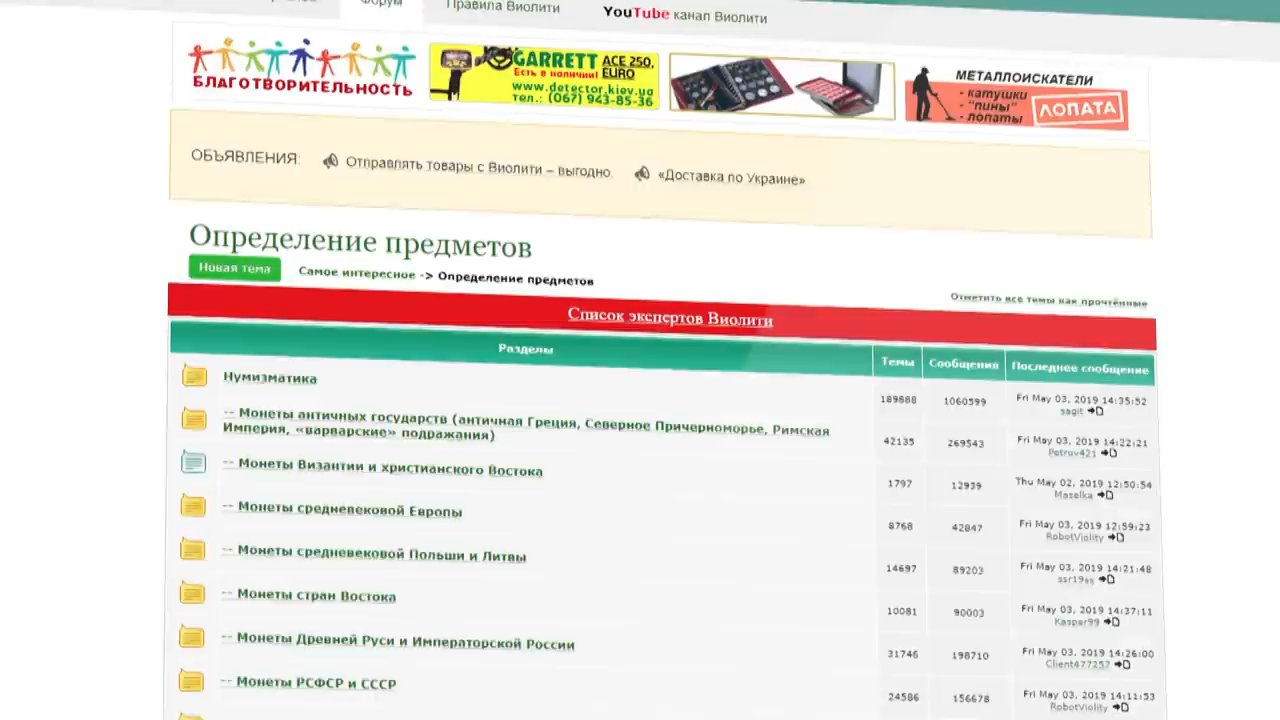 Форум
Правила Виолити
YouTube канал Виолити
БЛАГОТВОРИТЕЛЬНОСТЬ
GARRETT ACE 250,
Есть в наличии! EURO
www.detector.kiev.ua
тел.: (067) 943-85-36
МЕТАЛЛОИСКАТЕЛИ
- катушки
- "пины"
- лопаты
ЛОПАТА
ОБЪЯВЛЕНИЯ: Отправлять товары с Виолити – выгодно. «Доставка по Украине»
Определение предметов
Новая тема Самое интересное -> Определение предметов
Отметить все темы как прочтённые
Список экспертов Виолити
Разделы Темы Сообщения Последнее сообщение
Нумизматика 189888 1060599 Fri May 03, 2019 14:35:52
sagit
-- Монеты античных государств (античная Греция, Северное Причерноморье, Римская
Империя, «варварские» подражания) 42135 269543 Fri May 03, 2019 14:22:21
Petruv421
-- Монеты Византии и христианского Востока 1797 12939 Thu May 02, 2019 12:50:54
Mazelka
-- Монеты средневековой Европы 8768 42847 Fri May 03, 2019 12:59:23
RobotViolity
-- Монеты средневековой Польши и Литвы 14697 89203 Fri May 03, 2019 14:21:48
-- Монеты стран Востока 10081 90003 Fri May 03, 2019 14:37:11
Kasper99
-- Монеты Древней Руси и Императорской России 31746 198710 Fri May 03, 2019 14:26:00
Client477257
-- Монеты РСФСР и СССР 24586 156678 Fri May 03, 2019 14:11:53
RobotViolity